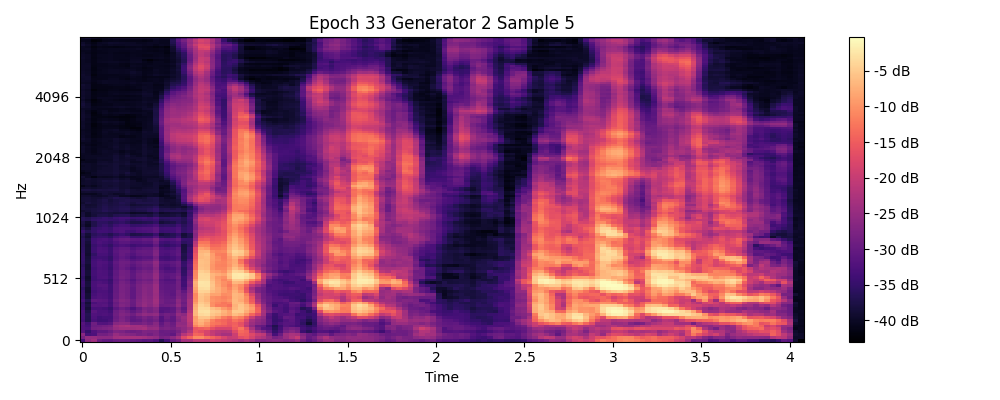 Epoch 33 Generator 2 Sample 5
Hz
4096
2048
1024
512
0
0 0.5 1 1.5 2 2.5 3 3.5 4
Time
-5 dB
-10 dB
-15 dB
-20 dB
-25 dB
-30 dB
-35 dB
-40 dB